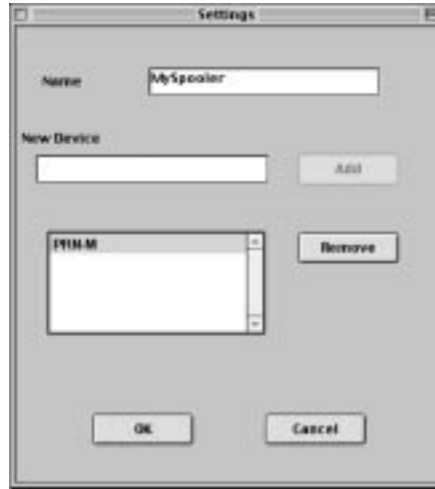 Settings
Name
MySpooler
New Device
Add
PRN-M
Remove
OK
Cancel